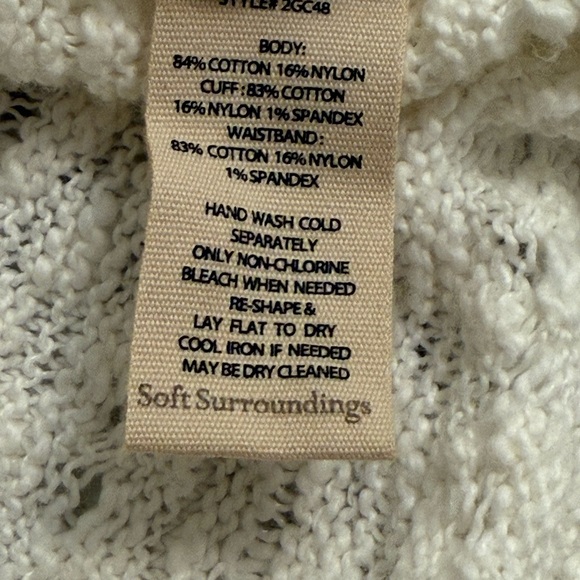 STYLE# 2GC48
BODY:
84% COTTON 16% NYLON
CUFF : 83% COTTON
16% NYLON 1% SPANDEX
WAISTBAND :
83% COTTON 16% NYLON
1% SPANDEX
HAND WASH COLD
SEPARATELY
ONLY NON-CHLORINE
BLEACH WHEN NEEDED
RE-SHAPE &
LAY FLAT TO DRY
COOL IRON IF NEEDED
MAY BE DRY CLEANED
Soft Surroundings